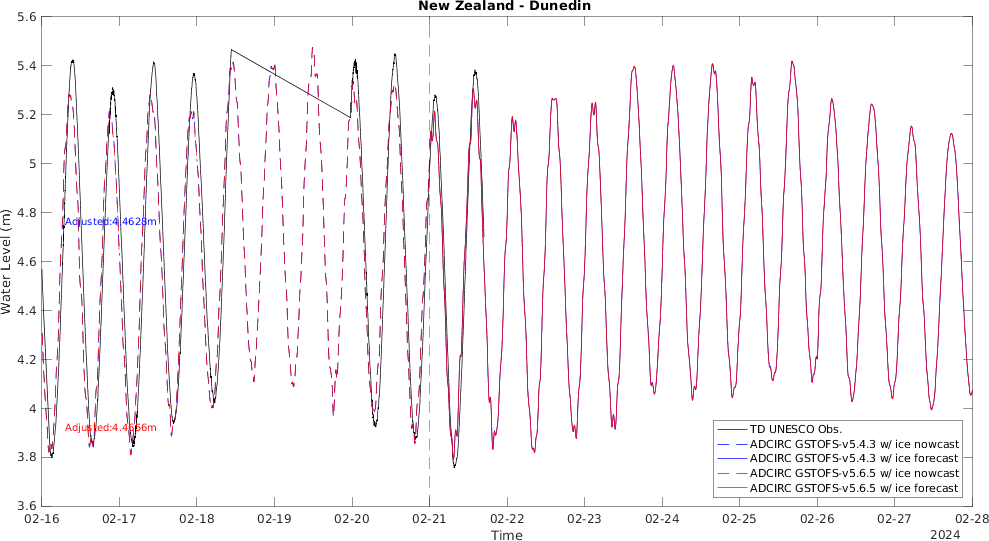 New Zealand - Dunedin
Water Level (m)
5.6
5.4
5.2
5
4.8
4.6
4.4
4.2
4
3.8
3.6
Adjusted:4.4628m
Adjusted:4.4666m
TD UNESCO Obs.
ADCIRC GSTOFS-v5.4.3 w/ ice nowcast
ADCIRC GSTOFS-v5.4.3 w/ ice forecast
ADCIRC GSTOFS-v5.6.5 w/ ice nowcast
ADCIRC GSTOFS-v5.6.5 w/ ice forecast
02-16 02-17 02-18 02-19 02-20 02-21 02-22 02-23 02-24 02-25 02-26 02-27 02-28
Time
2024